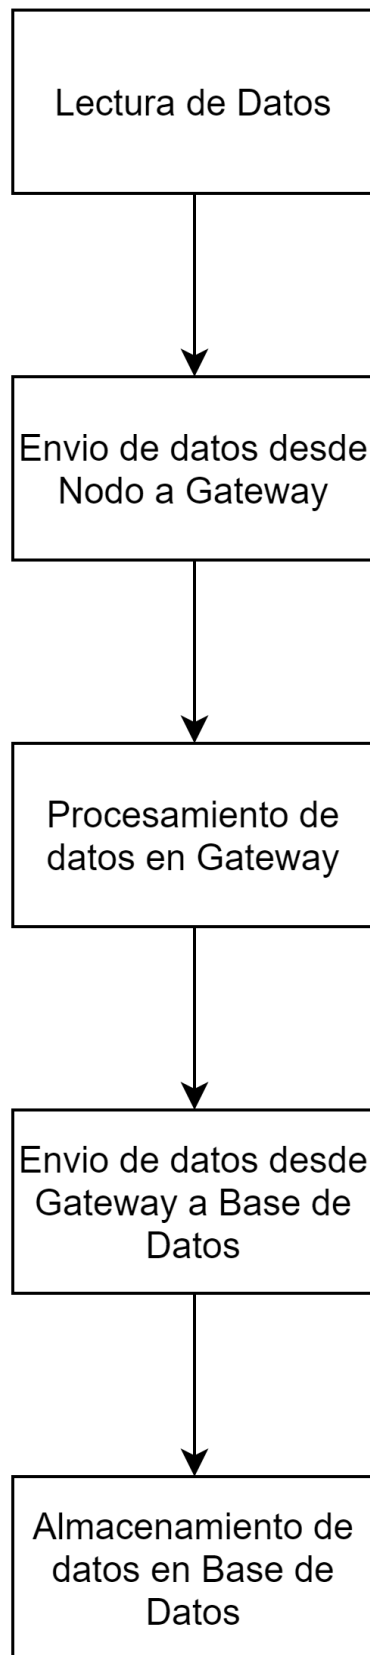 Lectura de Datos
Envio de datos desde
Nodo a Gateway
Procesamiento de
datos en Gateway
Envio de datos desde
Gateway a Base de
Datos
Almacenamiento de
datos en Base de
Datos